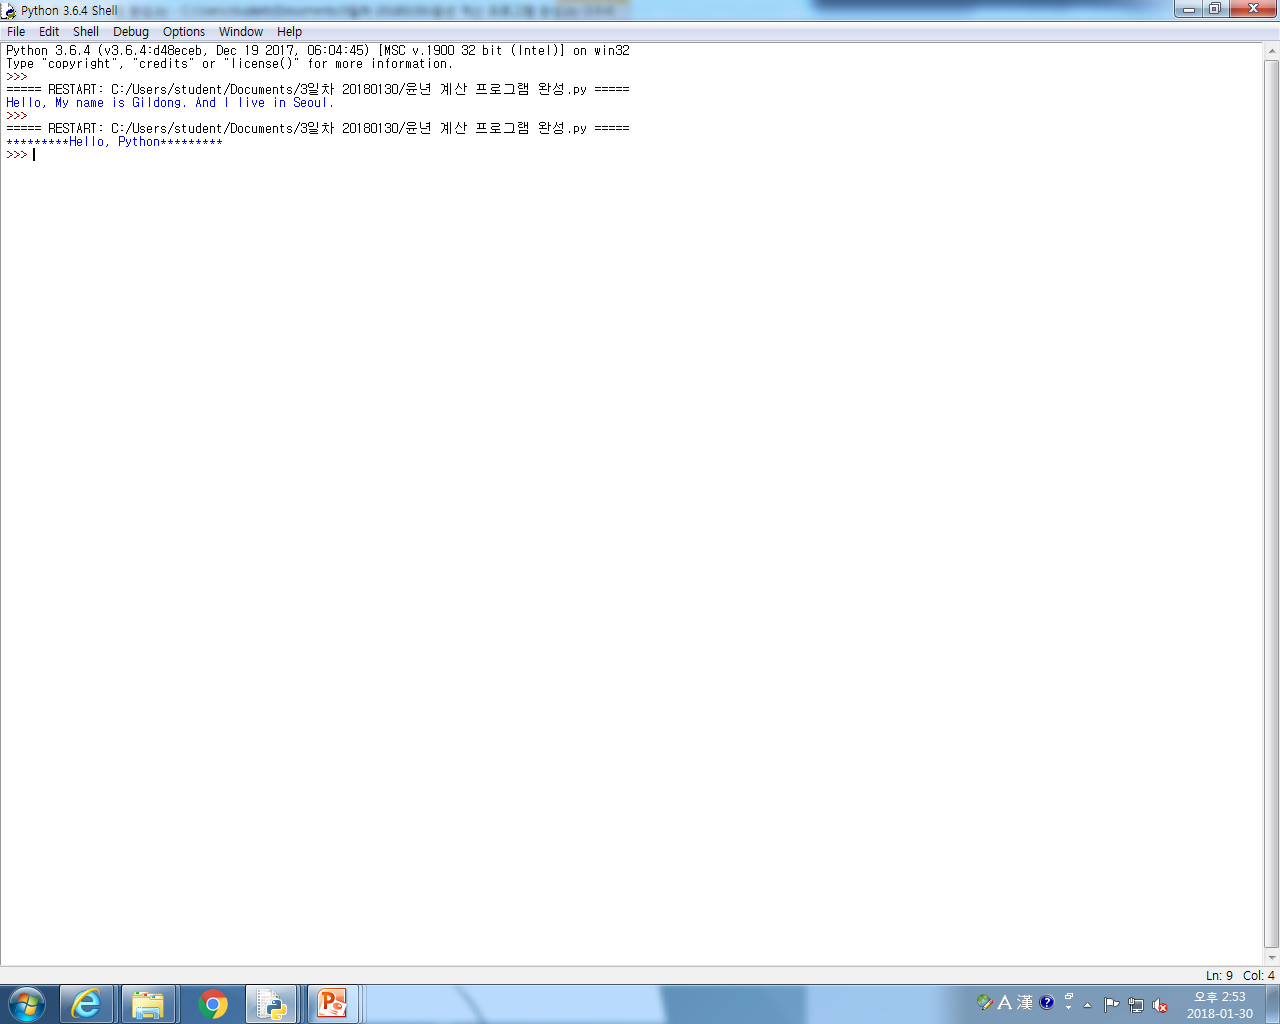 Python 3.6.4 Shell
File Edit Shell Debug Options Window Help
Python 3.6.4 (v3.6.4:d48eceb, Dec 19 2017, 06:04:45) [MSC v.1900 32 bit (Intel)] on win32
Type "copyright", "credits" or "license()" for more information.
>>>
===== RESTART: C:/Users/student/Documents/3일차 20180130/윤년 계산 프로그램 완성.py =====
Hello, My name is Gildong. And I live in Seoul.
>>>
===== RESTART: C:/Users/student/Documents/3일차 20180130/윤년 계산 프로그램 완성.py =====
*********Hello, Python*********
>>>
Ln: 9 Col: 4
A 漢 ?
오후 2:53
2018-01-30